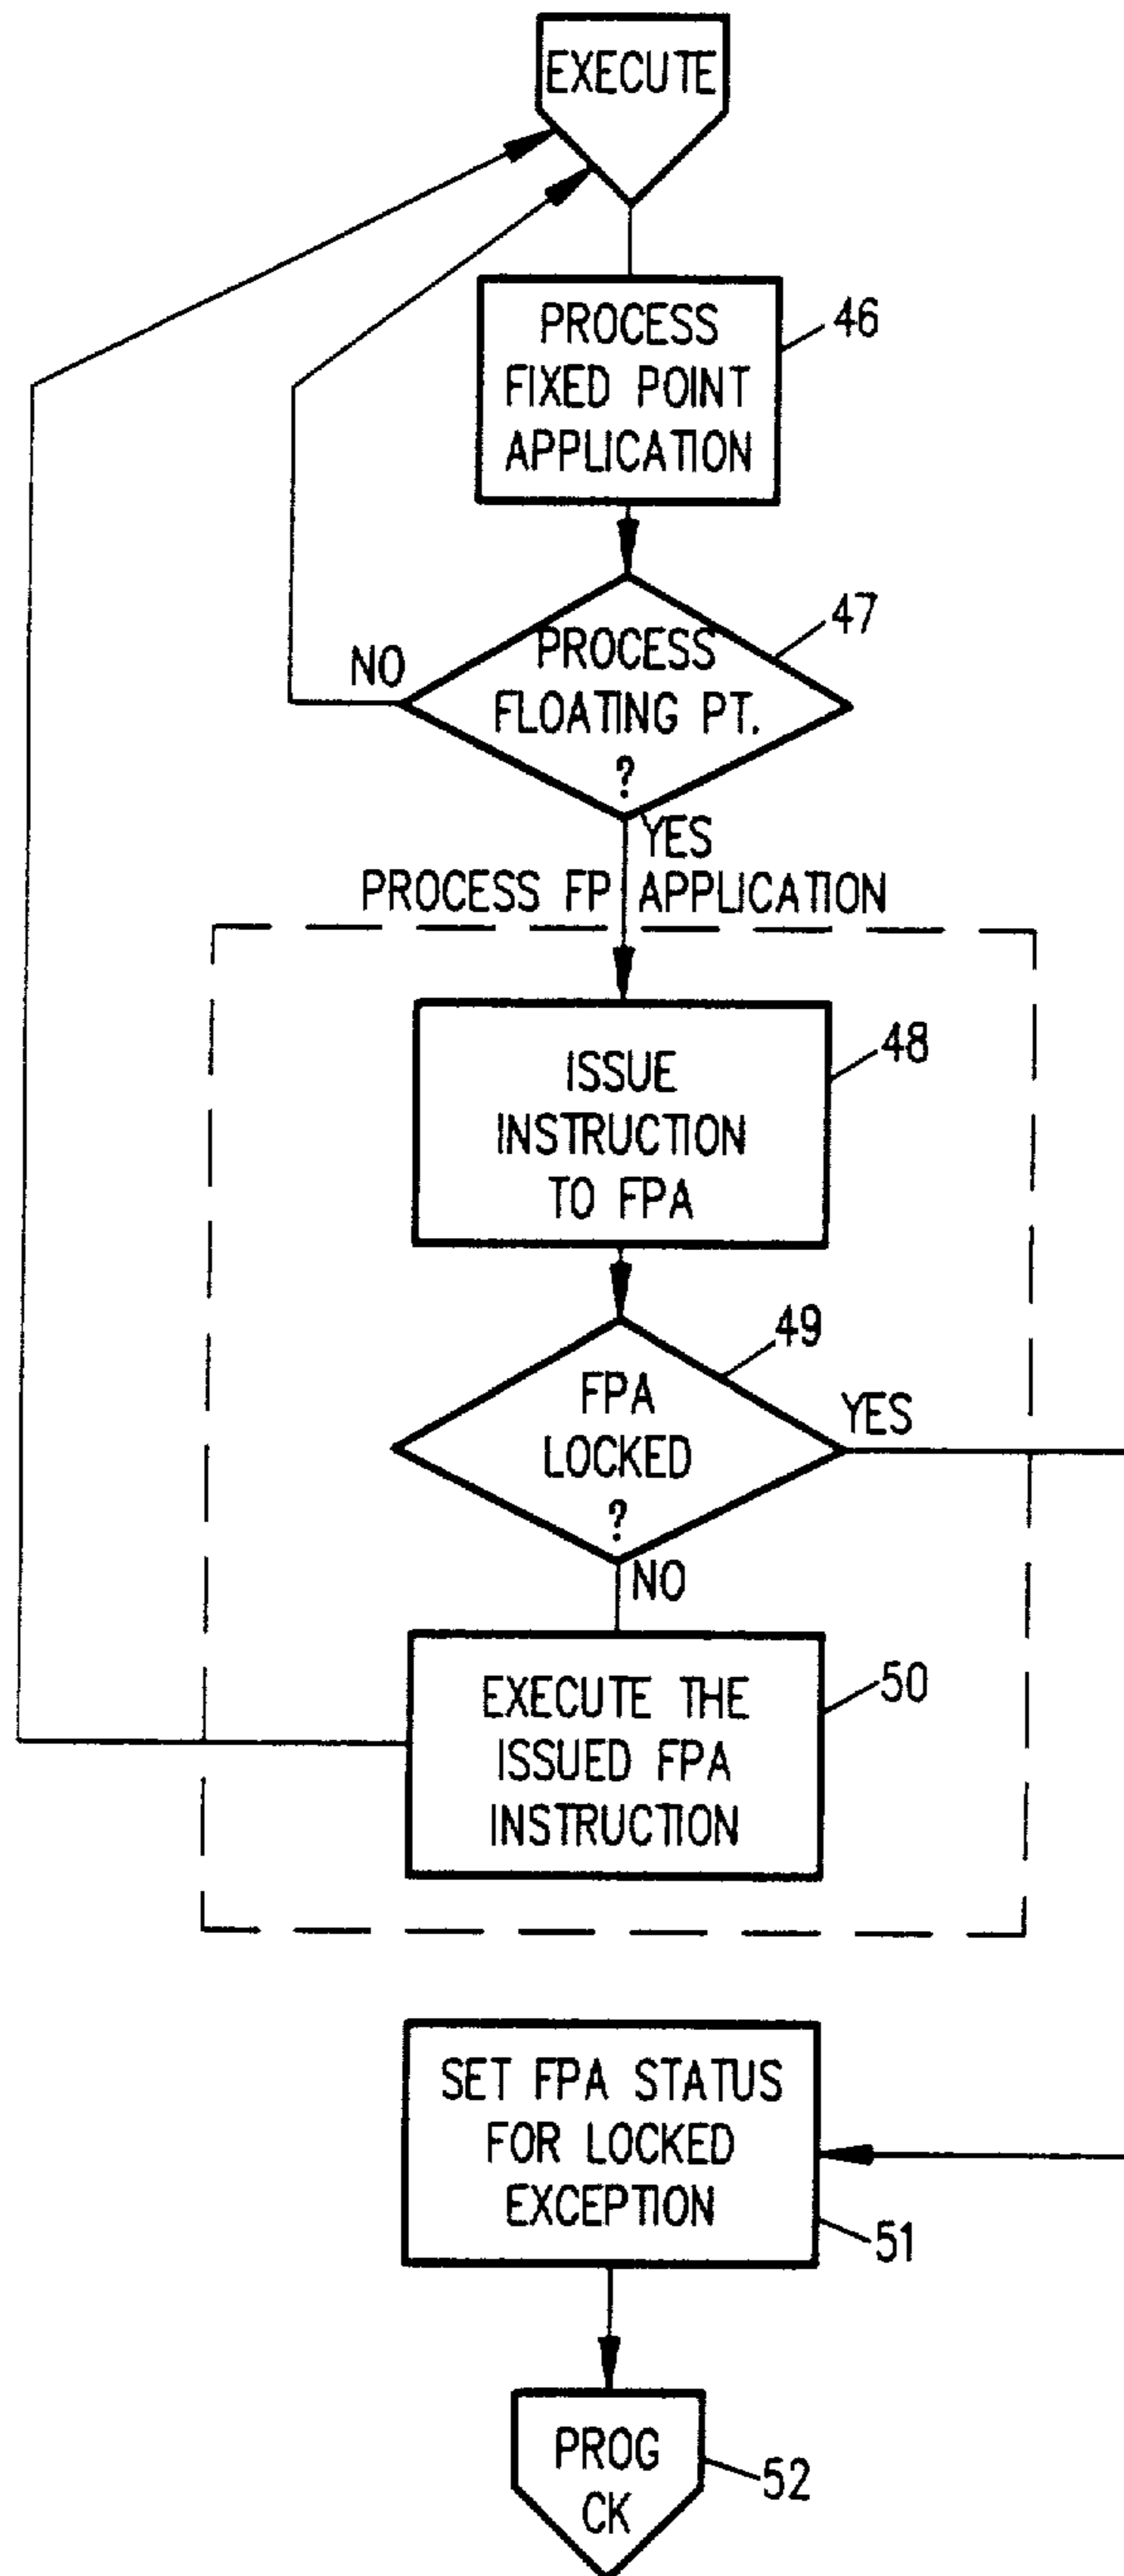 EXECUTE
PROCESS
FIXED POINT
APPLICATION
46
PROCESS
FLOATING PT.
?
47
NO
YES
PROCESS FP APPLICATION
ISSUE
INSTRUCTION
TO FPA
48
FPA
LOCKED
?
49
YES
NO
EXECUTE THE
ISSUED FPA
INSTRUCTION
50
SET FPA STATUS
FOR LOCKED
EXCEPTION
51
PROG
CK
52